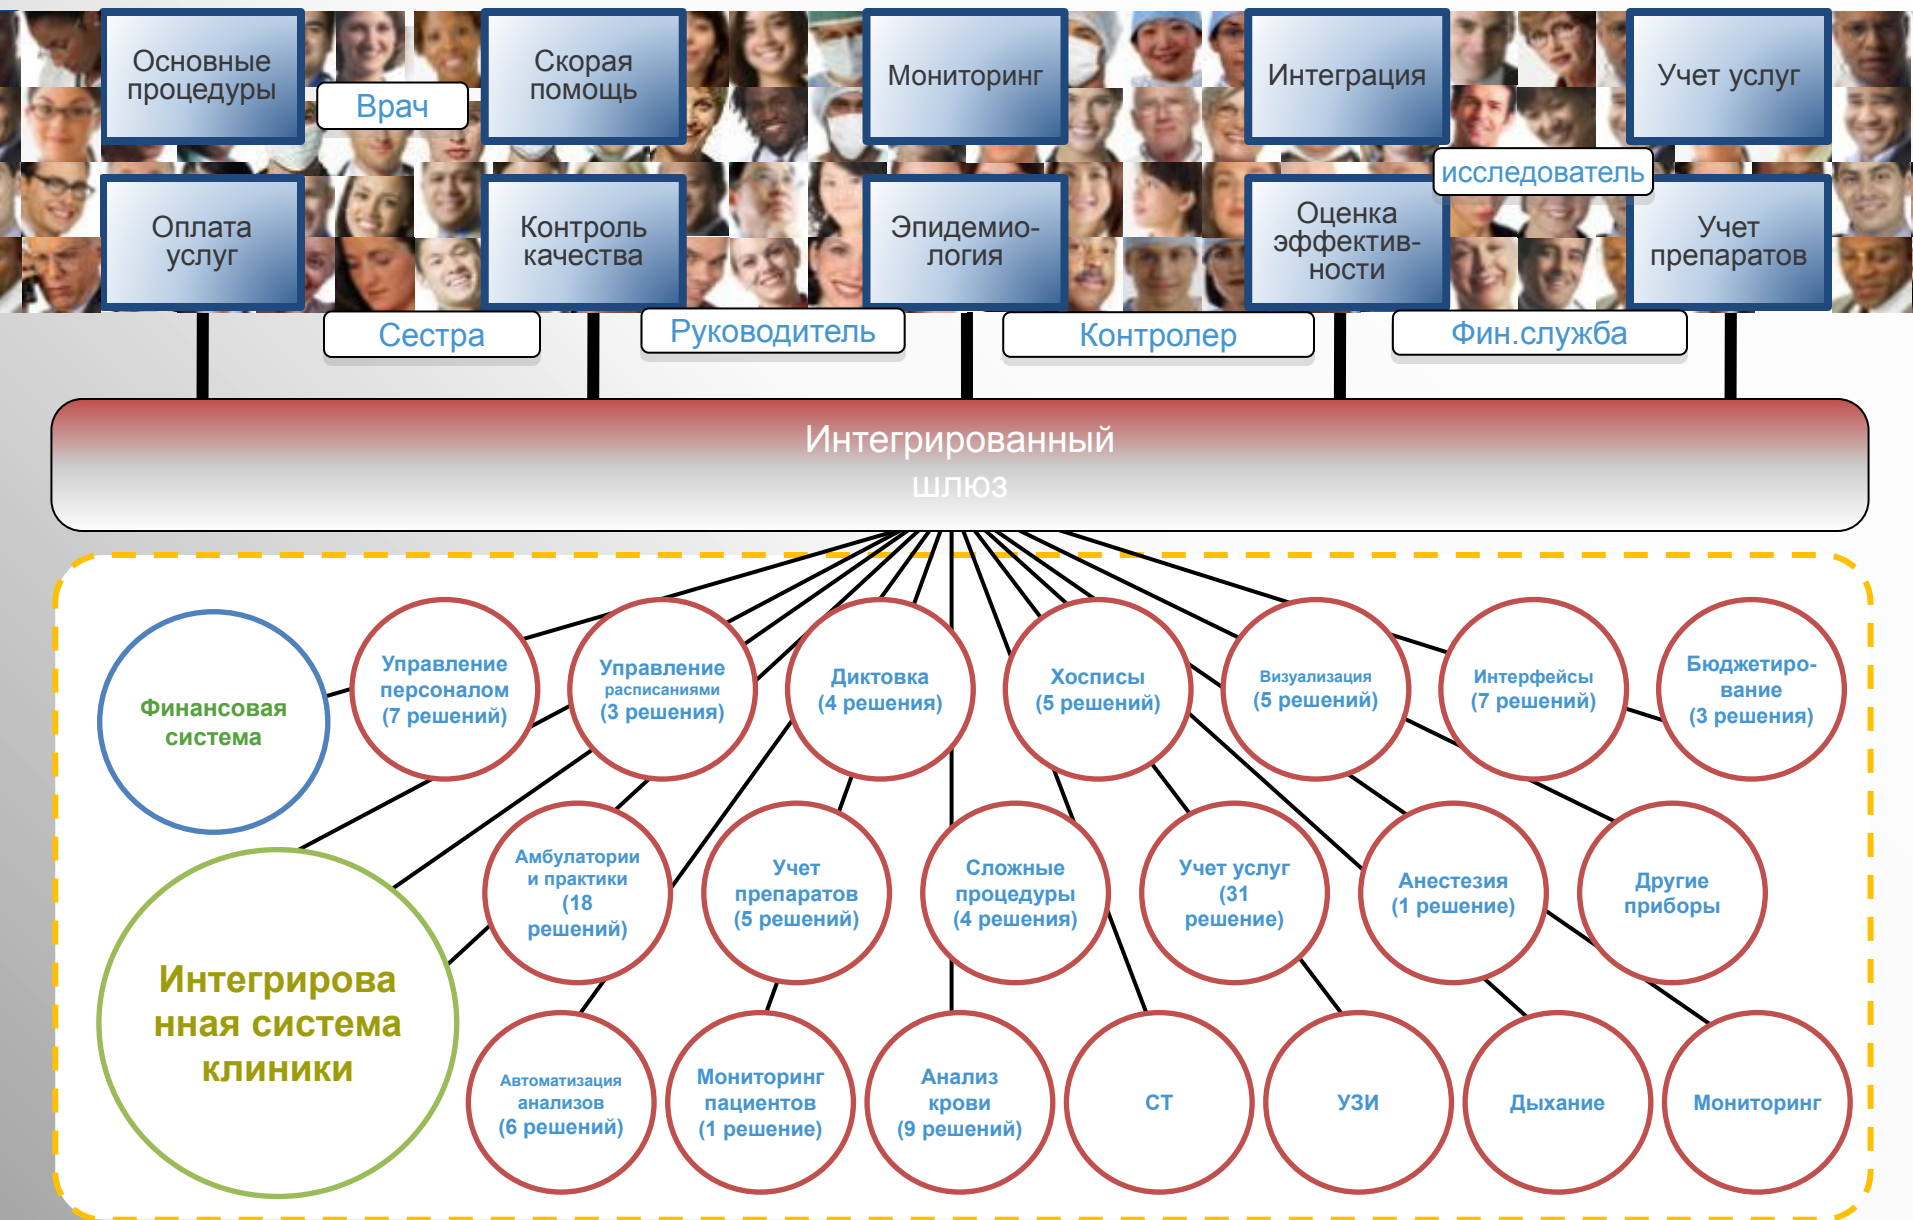 Основные
процедуры
Врач
Скорая
помощь
Мониторинг
Интеграция
Учет услуг
исследователь
Оплата
услуг
Контроль
качества
Эпидемио-
логия
Оценка
эффектив-
ности
Учет
препаратов
Сестра
Руководитель
Контролер
Фин.служба
Интегрированный
шлюз
Финансовая
система
Управление
персоналом
(7 решений)
Управление
расписаниями
(3 решения)
Диктовка
(4 решения)
Хосписы
(5 решений)
Визуализация
(5 решений)
Интерфейсы
(7 решений)
Бюджетиро-
вание
(3 решения)
Амбулатории
и практики
(18
решений)
Учет
препаратов
(5 решений)
Сложные
процедуры
(4 решения)
Учет услуг
(31
решение)
Анестезия
(1 решение)
Другие
приборы
Интегрирова
нная система
клиники
Автоматизация
анализов
(6 решений)
Мониторинг
пациентов
(1 решение)
Анализ
крови
(9 решений)
СТ
УЗИ
Дыхание
Мониторинг